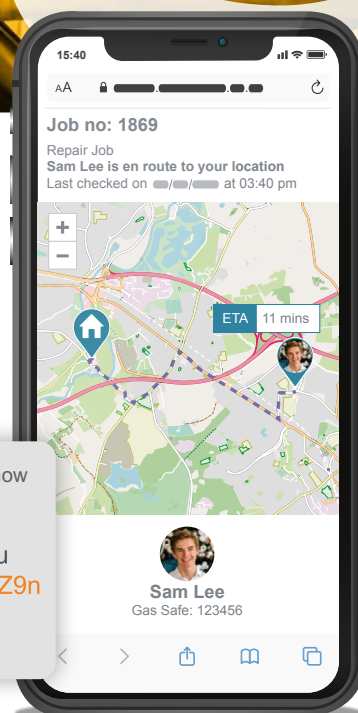 15:40
AA
Job no: 1869
Repair Job
Sam Lee is en route to your location
Last checked on at 03:40 pm
+
−
ETA 11 mins
Z9n
Sam Lee
Gas Safe: 123456